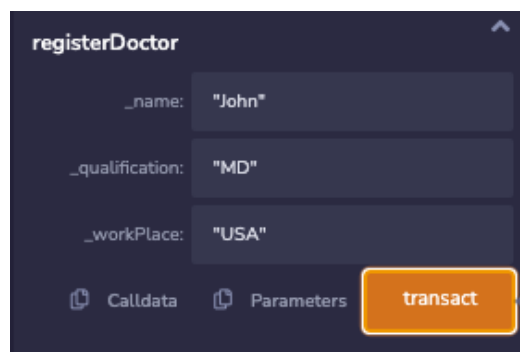 registerDoctor
_name: "John"
_qualification: "MD"
_workPlace: "USA"
Calldata Parameters transact